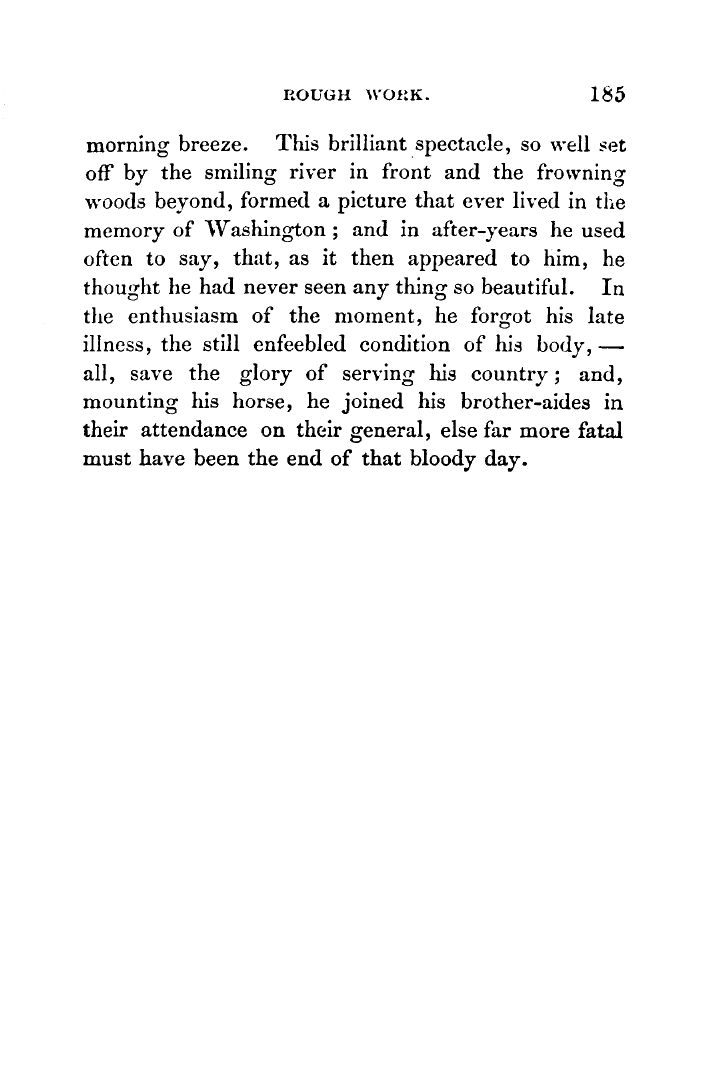 ROUGH WORK. 185
morning breeze. This brilliant spectacle, so well set
off by the smiling river in front and the frowning
woods beyond, formed a picture that ever lived in the
memory of Washington ; and in after-years he used
often to say, that, as it then appeared to him, he
thought he had never seen any thing so beautiful. In
the enthusiasm of the moment, he forgot his late
illness, the still enfeebled condition of his body, —
all, save the glory of serving his country ; and,
mounting his horse, he joined his brother-aides in
their attendance on their general, else far more fatal
must have been the end of that bloody day.